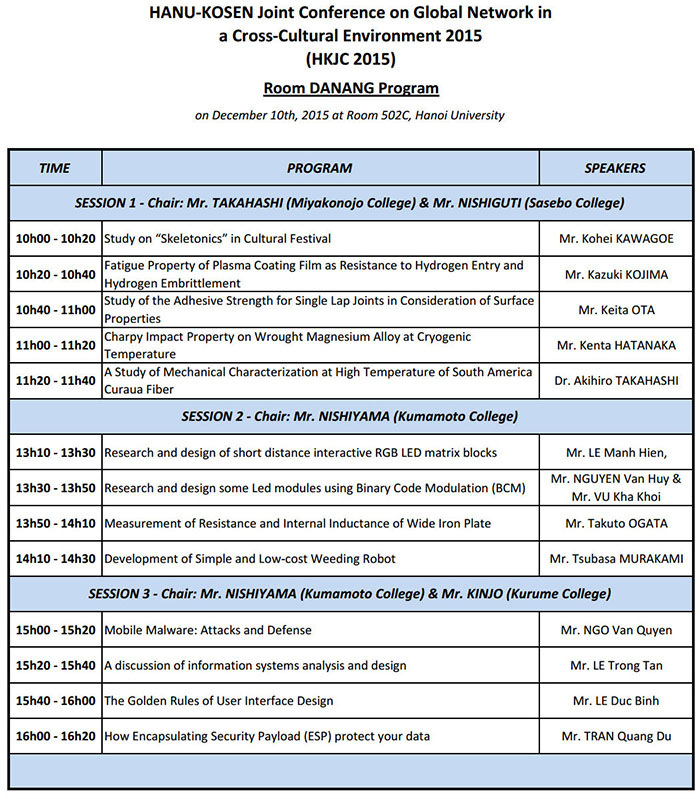 HANU-KOSEN Joint Conference on Global Network in
a Cross-Cultural Environment 2015
(HKJC 2015)
Room DANANG Program
on December 10th, 2015 at Room 502C, Hanoi University
TIME PROGRAM SPEAKERS
SESSION 1 - Chair: Mr. TAKAHASHI (Miyakonojo College) & Mr. NISHIGUTI (Sasebo College)
10h00 - 10h20 Study on “Skeletonics” in Cultural Festival Mr. Kohei KAWAGOE
10h20 - 10h40 Fatigue Property of Plasma Coating Film as Resistance to Hydrogen Entry and
Hydrogen Embrittlement Mr. Kazuki KOJIMA
10h40 - 11h00 Study of the Adhesive Strength for Single Lap Joints in Consideration of Surface
Properties Mr. Keita OTA
11h00 - 11h20 Charpy Impact Property on Wrought Magnesium Alloy at Cryogenic
Temperature Mr. Kenta HATANAKA
11h20 - 11h40 A Study of Mechanical Characterization at High Temperature of South America
Curaua Fiber Dr. Akihiro TAKAHASHI
SESSION 2 - Chair: Mr. NISHIYAMA (Kumamoto College)
13h10 - 13h30 Research and design of short distance interactive RGB LED matrix blocks Mr. LE Manh Hien,
13h30 - 13h50 Research and design some Led modules using Binary Code Modulation (BCM) Mr. NGUYEN Van Huy &
Mr. VU Kha Khoi
13h50 - 14h10 Measurement of Resistance and Internal Inductance of Wide Iron Plate Mr. Takuto OGATA
14h10 - 14h30 Development of Simple and Low-cost Weeding Robot Mr. Tsubasa MURAKAMI
SESSION 3 - Chair: Mr. NISHIYAMA (Kumamoto College) & Mr. KINJO (Kurume College)
15h00 - 15h20 Mobile Malware: Attacks and Defense Mr. NGO Van Quyen
15h20 - 15h40 A discussion of information systems analysis and design Mr. LE Trong Tan
15h40 - 16h00 The Golden Rules of User Interface Design Mr. LE Duc Binh
16h00 - 16h20 How Encapsulating Security Payload (ESP) protect your data Mr. TRAN Quang Du